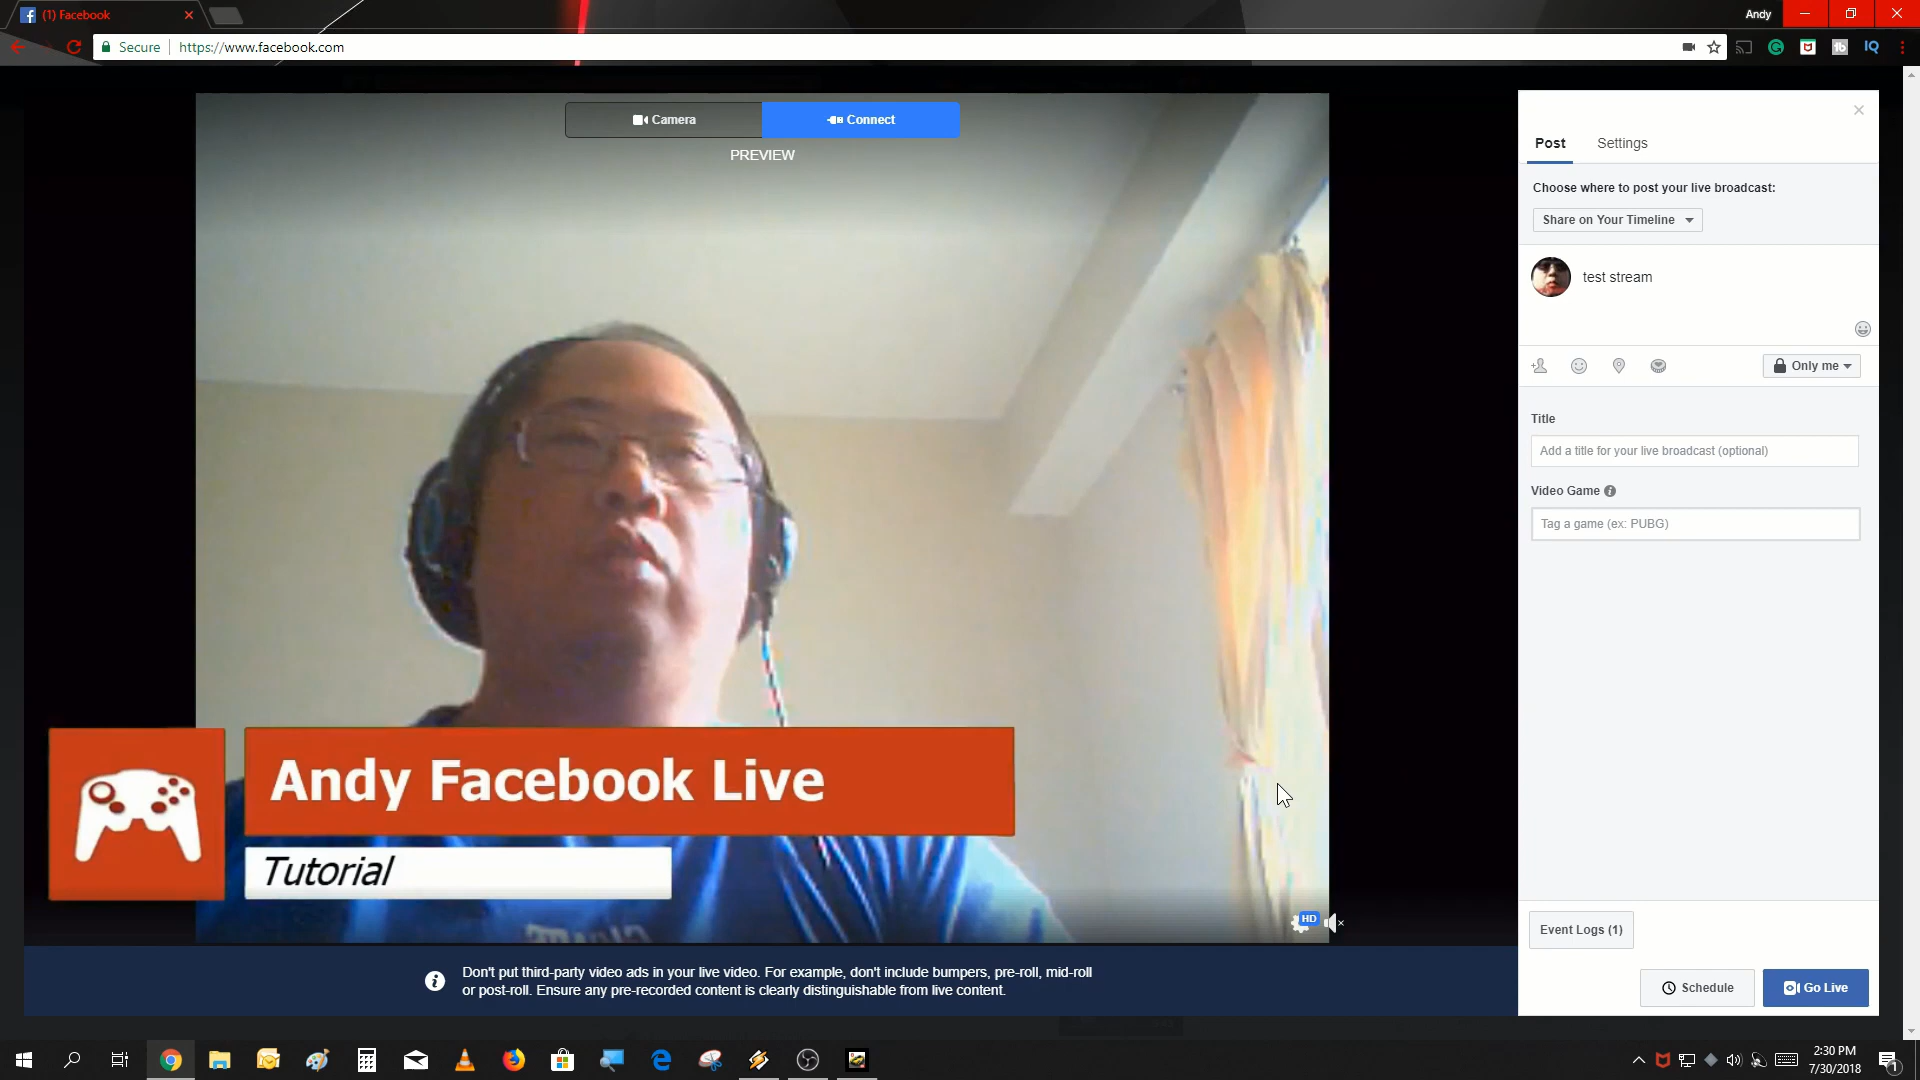 (1) Facebook
Andy
Secure
https://www.facebook.com
IQ
Camera
Connect
PREVIEW
Post
Settings
Choose where to post your live broadcast:
Share on Your Timeline
test stream
Only me
Title
Add a title for your live broadcast (optional)
Video Game
Tag a game (ex: PUBG)
Andy Facebook Live
Tutorial
HD
Event Logs (1)
Don't put third-party video ads in your live video. For example, don't include bumpers, pre-roll, mid-roll
or post-roll. Ensure any pre-recorded content is clearly distinguishable from live content.
Schedule
Go Live
2:30 PM
7/30/2018
1